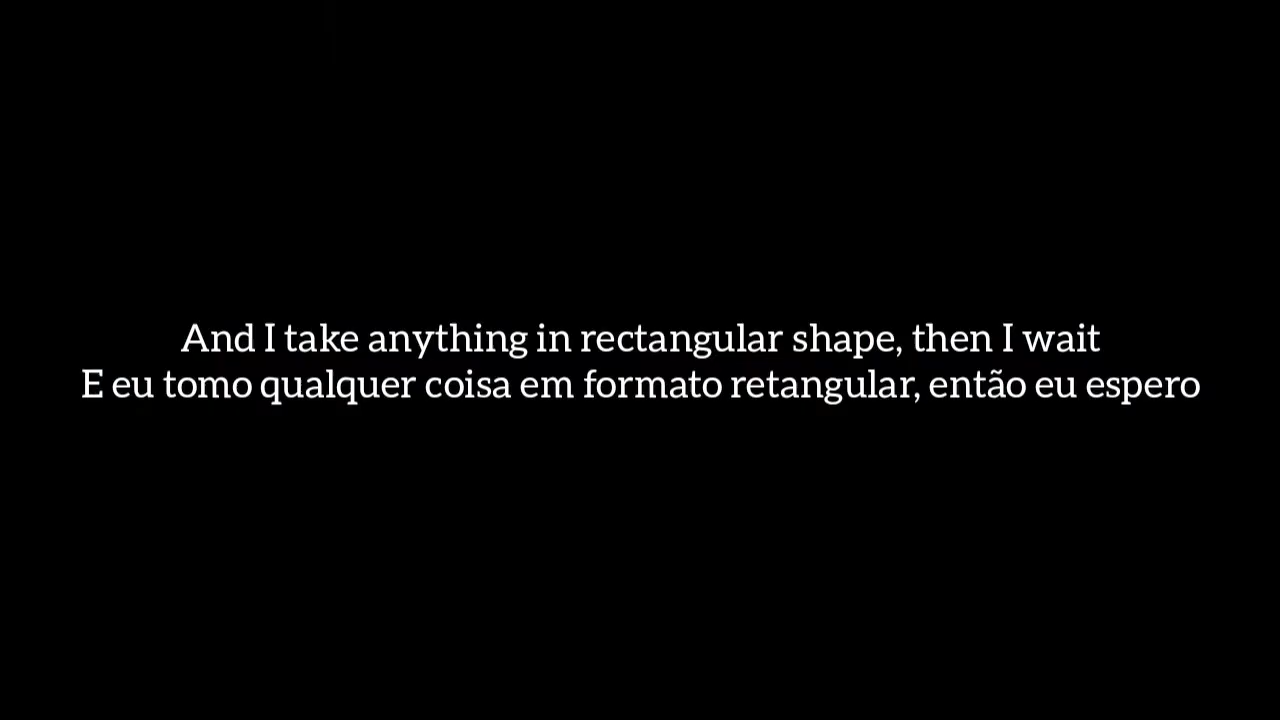 And I take anything in rectangular shape, then I wait
E eu tomo qualquer coisa em formato retangular, então eu espero